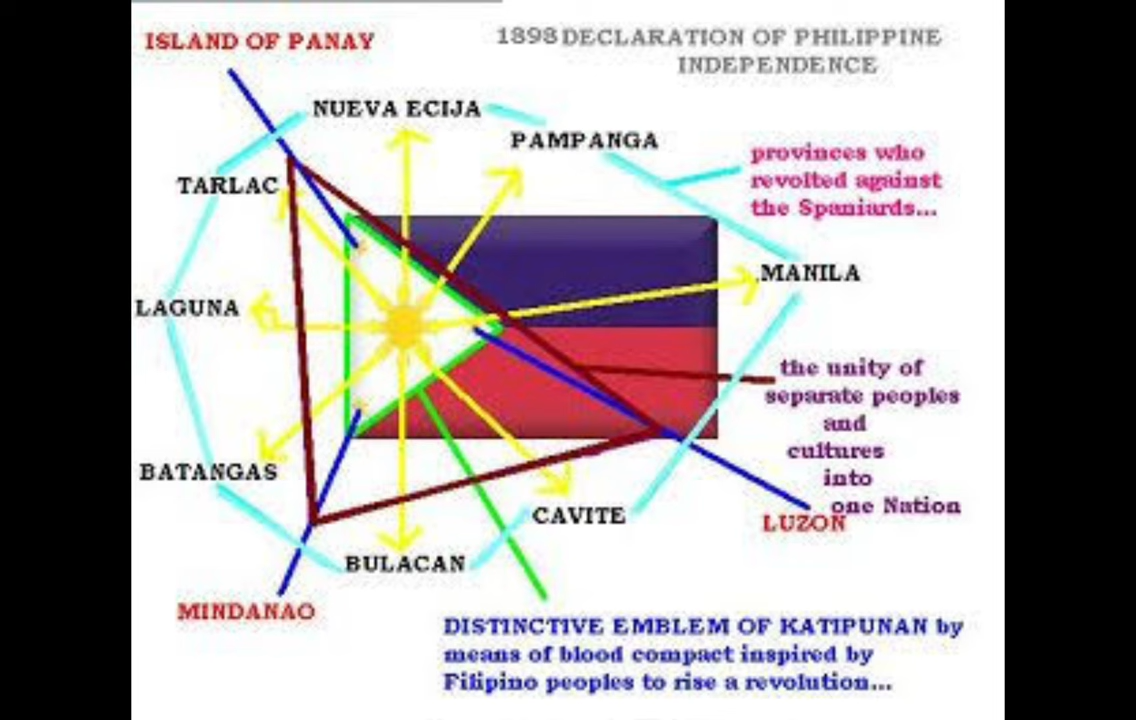 ISLAND OF PANAY
1898 DECLARATION OF PHILIPPINE
INDEPENDENCE
NUEVA ECIJA
PAMPANGA
provinces who
revolted against
the Spaniards...
TARLAC
MANILA
LAGUNA
the unity of
separate peoples
and
cultures
into
one Nation
BATANGAS
CAVITE
LUZON
BULACAN
MINDANAO
DISTINCTIVE EMBLEM OF KATIPUNAN by
means of blood compact inspired by
Filipino peoples to rise a revolution...